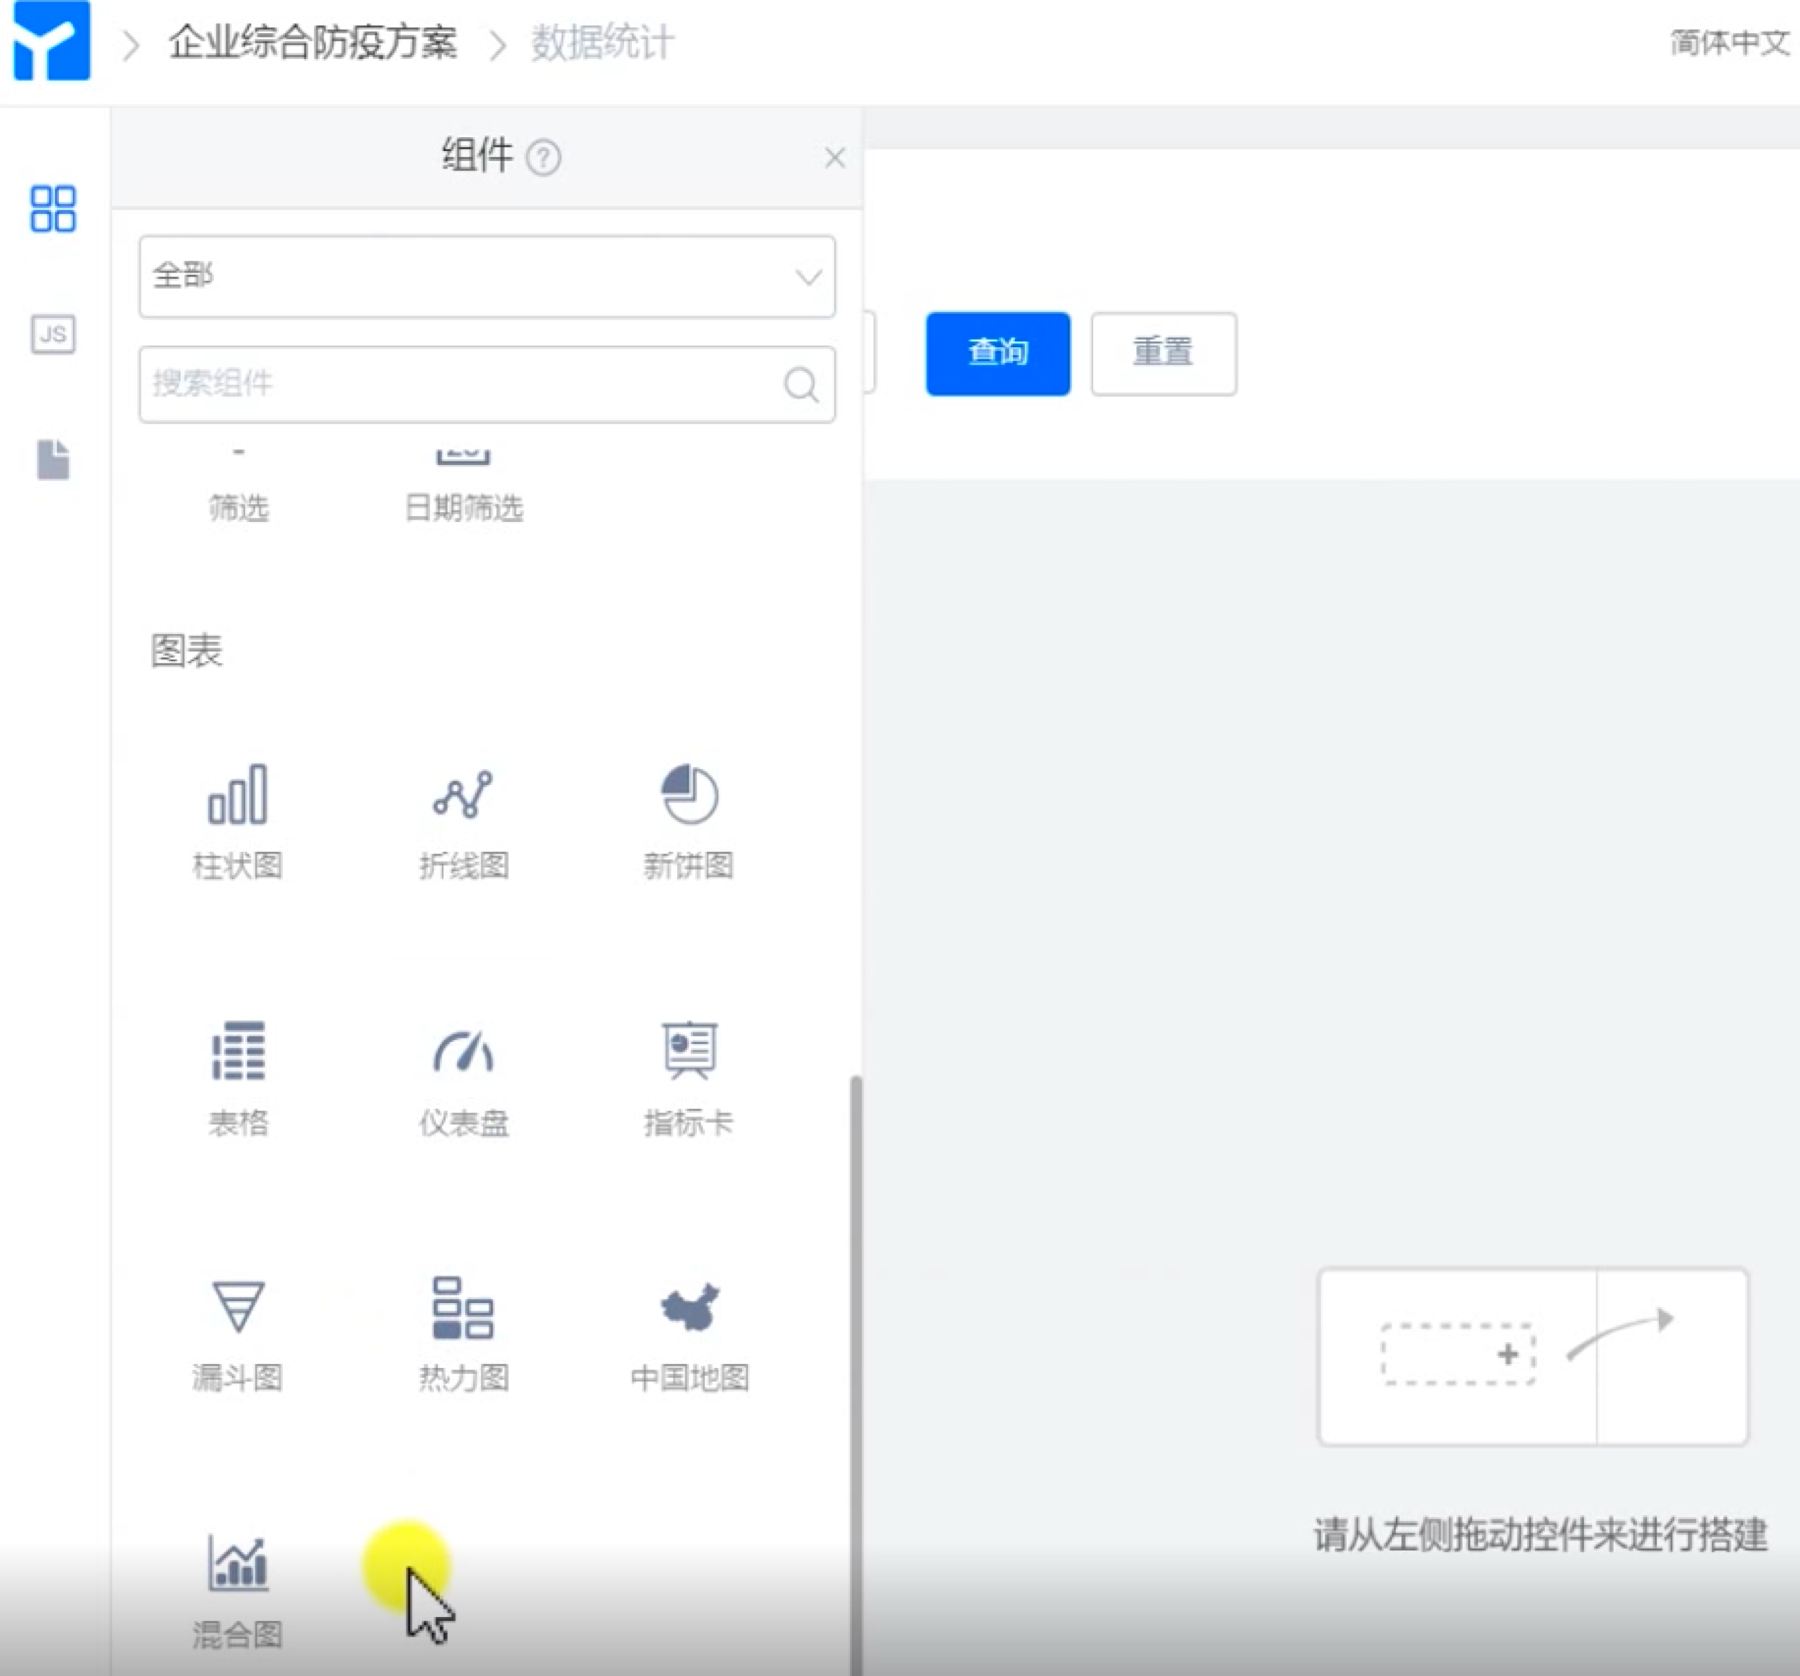 企业综合防疫方案 数据统计 简体中文
组件
JS
全部
查询 重置
搜索组件
筛选 日期筛选
图表
柱状图 折线图 新饼图
表格 仪表盘 指标卡
漏斗图 热力图 中国地图
请从左侧拖动控件来进行搭建
混合图